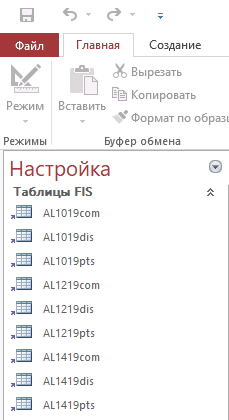 Файл Главная Создание
Режим Вставить Вырезать
Копировать
Формат по образц
Режимы Буфер обмена
Настройка
Таблицы FIS
AL1019com
AL1019dis
AL1019pts
AL1219com
AL1219dis
AL1219pts
AL1419com
AL1419dis
AL1419pts